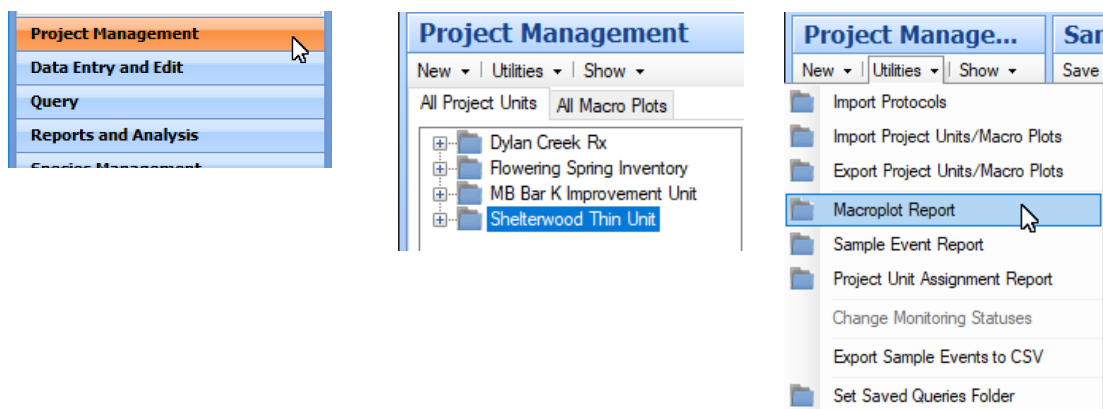 Project Management
Data Entry and Edit
Query
Reports and Analysis
Species Management
Project Management
New Utilities Show
All Project Units All Macro Plots
Dylan Creek Rx
Flowering Spring Inventory
MB Bar K Improvement Unit
Shelterwood Thin Unit
Project Manage... Sar
New Utilities Show Save
Import Protocols
Import Project Units/Macro Plots
Export Project Units/Macro Plots
Macroplot Report
Sample Event Report
Project Unit Assignment Report
Change Monitoring Statuses
Export Sample Events to CSV
Set Saved Queries Folder